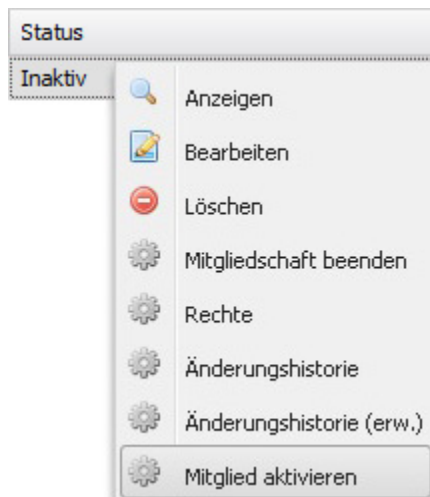 Status
Inaktiv
Anzeigen
Bearbeiten
Löschen
Mitgliedschaft beenden
Rechte
Änderungshistorie
Änderungshistorie (erw.)
Mitglied aktivieren